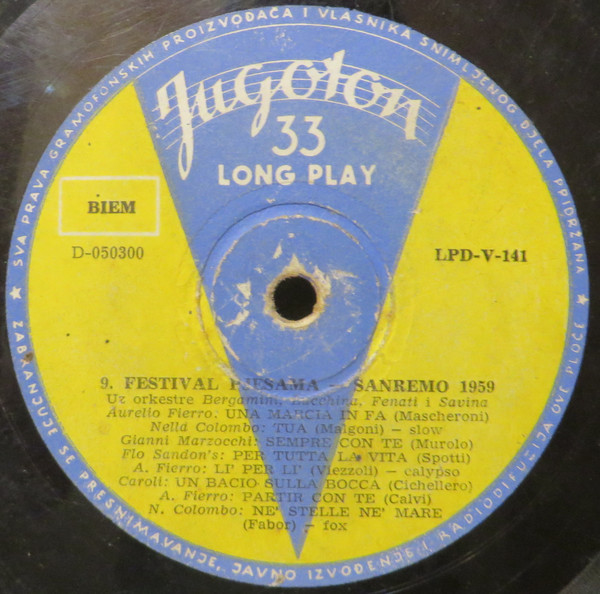 SVA PRAVA GRAMOFONSKIH PROIZVOĐAČA I VLASNIKA SNIMLJENOG DJELA PRIDRŽANA ★
Jugoton
33
LONG PLAY
BIEM
D-050300
LPD-V-141
9. FESTIVAL PJESAMA — SANREMO 1959
Uz orkestre Bergamini, Cecchina, Fenati i Savina
Aurelio Fierro: UNA MARCIA IN FA (Mascheroni)
Nella Colombo: TUA (Malgoni) – slow
Gianni Marzocchi: SEMPRE CON TE (Murolo)
Flo Sandon's: PER TUTTA LA VITA (Spotti)
A. Fierro: LI' PER LI' (Viezzoli) – calypso
Caroli: UN BACIO SULLA BOCCA (Cichellero)
A. Fierro: PARTIR CON TE (Calvi)
N. Colombo: NE' STELLE NE' MARE
(Fabor) – fox
ZABRANJUJE SE PRESNIMAVANJE, JAVNO IZVOĐENJE I RADIODIFUZIJA OVE PLOČE ★